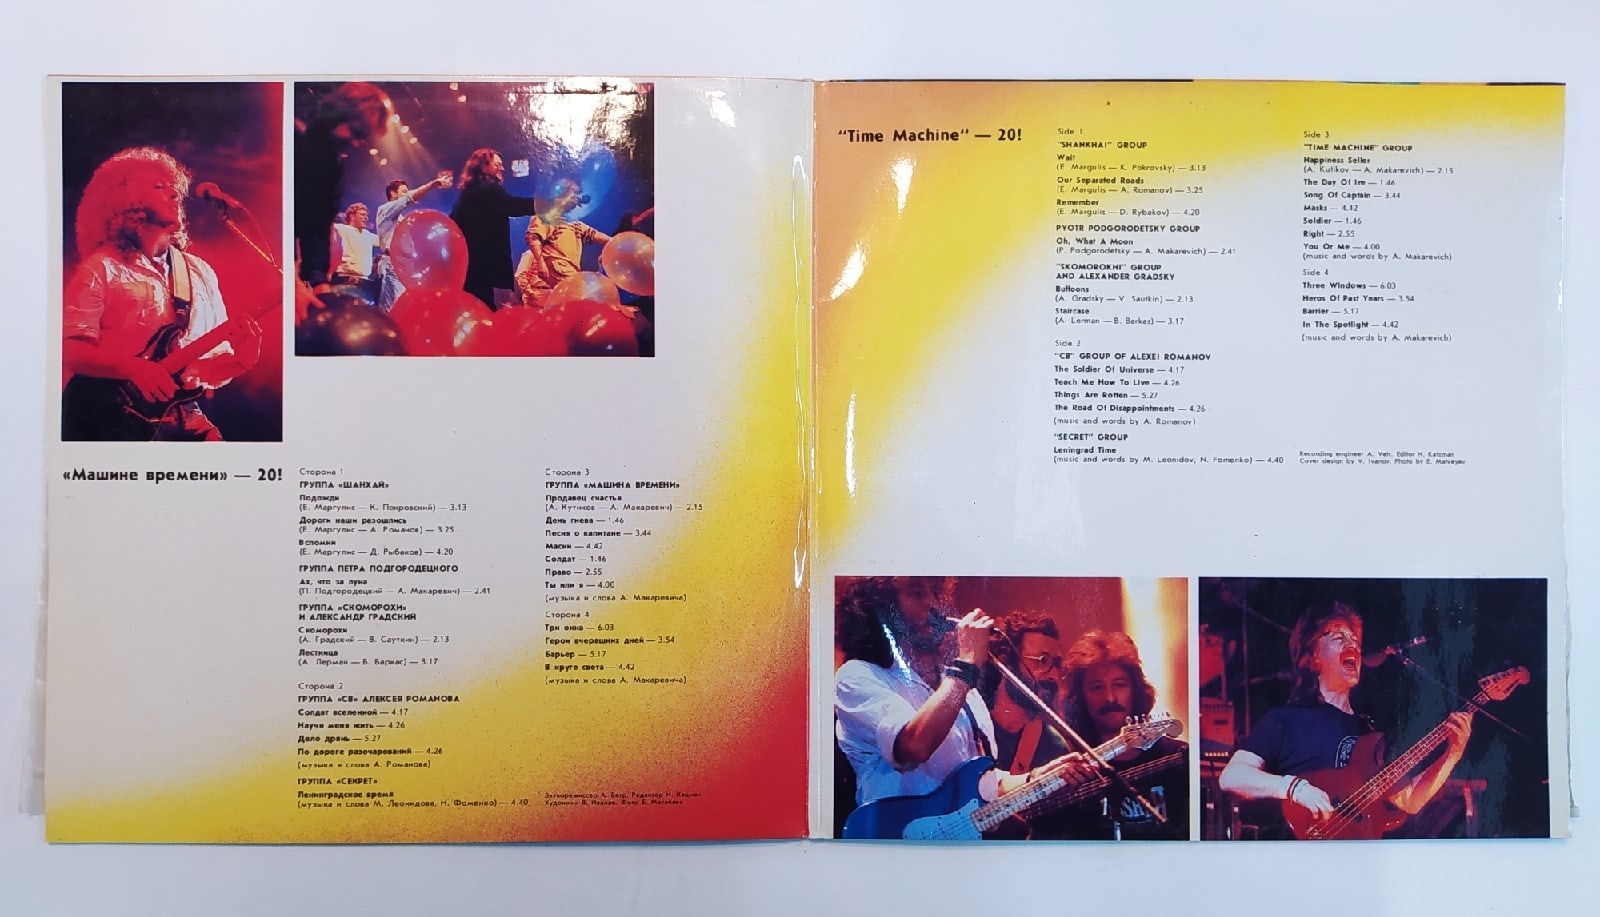 «Машине времени» — 20!
Сторона 1
ГРУППА «ШАНХАЙ»
Подожди
(Е. Маргулис — К. Покровский) — 3.13
Дороги наши разошлись
(Е. Маргулис — А. Романов) — 3.25
Вспомни
(Е. Маргулис — Д. Рыбаков) — 4.20
ГРУППА ПЕТРА ПОДГОРОДЕЦКОГО
Ах, что за луна
(П. Подгородецкий — А. Макаревич) — 2.41
ГРУППА «СКОМОРОХИ»
И АЛЕКСАНДР ГРАДСКИЙ
Скоморохи
(А. Градский — В. Сауткин) — 2.13
Лестница
(А. Лерман — Б. Баркас) — 3.17
Сторона 2
ГРУППА «СВ» АЛЕКСЕЯ РОМАНОВА
Солдат вселенной — 4.17
Научи меня жить — 4.26
Дело дрянь — 5.27
По дороге разочарований — 4.26
(музыка и слова А. Романова)
ГРУППА «СЕКРЕТ»
Ленинградское время
(музыка и слова М. Леонидова, Н. Фоменко) — 4.40
Сторона 3
ГРУППА «МАШИНА ВРЕМЕНИ»
Продавец счастья
(А. Кутиков — А. Макаревич) — 2.15
День гнева — 1.46
Песня о капитане — 3.44
Маски — 4.42
Солдат — 1.46
Право — 2.55
Ты или я — 4.00
(музыка и слова А. Макаревича)
Сторона 4
Три окна — 6.03
Герои вчерашних дней — 3.54
Барьер — 5.17
В круге света — 4.42
(музыка и слова А. Макаревича)
Звукорежиссер А. Ветр. Редактор Н. Кацман
Художник В. Иванов. Фото Е. Матвеева
"Time Machine" — 20!
Side 1
"SHANKHAI" GROUP
Wait
(E. Margulis — K. Pokrovsky) — 3.13
Our Separated Roads
(E. Margulis — A. Romanov) — 3.25
Remember
(E. Margulis — D. Rybakov) — 4.20
PYOTR PODGORODETSKY GROUP
Oh, What A Moon
(P. Podgorodetsky — A. Makarevich) — 2.41
"SKOMOROKHI" GROUP
AND ALEXANDER GRADSKY
Buffoons
(A. Gradsky — V. Sautkin) — 2.13
Staircase
(A. Lerman — B. Berkas) — 3.17
Side 2
"СВ" GROUP OF ALEXEI ROMANOV
The Soldier Of Universe — 4.17
Teach Me How To Live — 4.26
Things Are Rotten — 5.27
The Road Of Disappointments — 4.26
(music and words by A. Romanov)
"SECRET" GROUP
Leningrad Time
(music and words by M. Leonidov, N. Fomenko) — 4.40
Side 3
"TIME MACHINE" GROUP
Happiness Seller
(A. Kutikov — A. Makarevich) — 2.15
The Day Of Ire — 1.46
Song Of Captain — 3.44
Masks — 4.42
Soldier — 1.46
Right — 2.55
You Or Me — 4.00
(music and words by A. Makarevich)
Side 4
Three Windows — 6.03
Heros Of Past Years — 3.54
Barrier — 5.17
In The Spotlight — 4.42
(music and words by A. Makarevich)
Recording engineer A. Vetr. Editor N. Katzman
Cover design by V. Ivanov. Photo by E. Matveyev